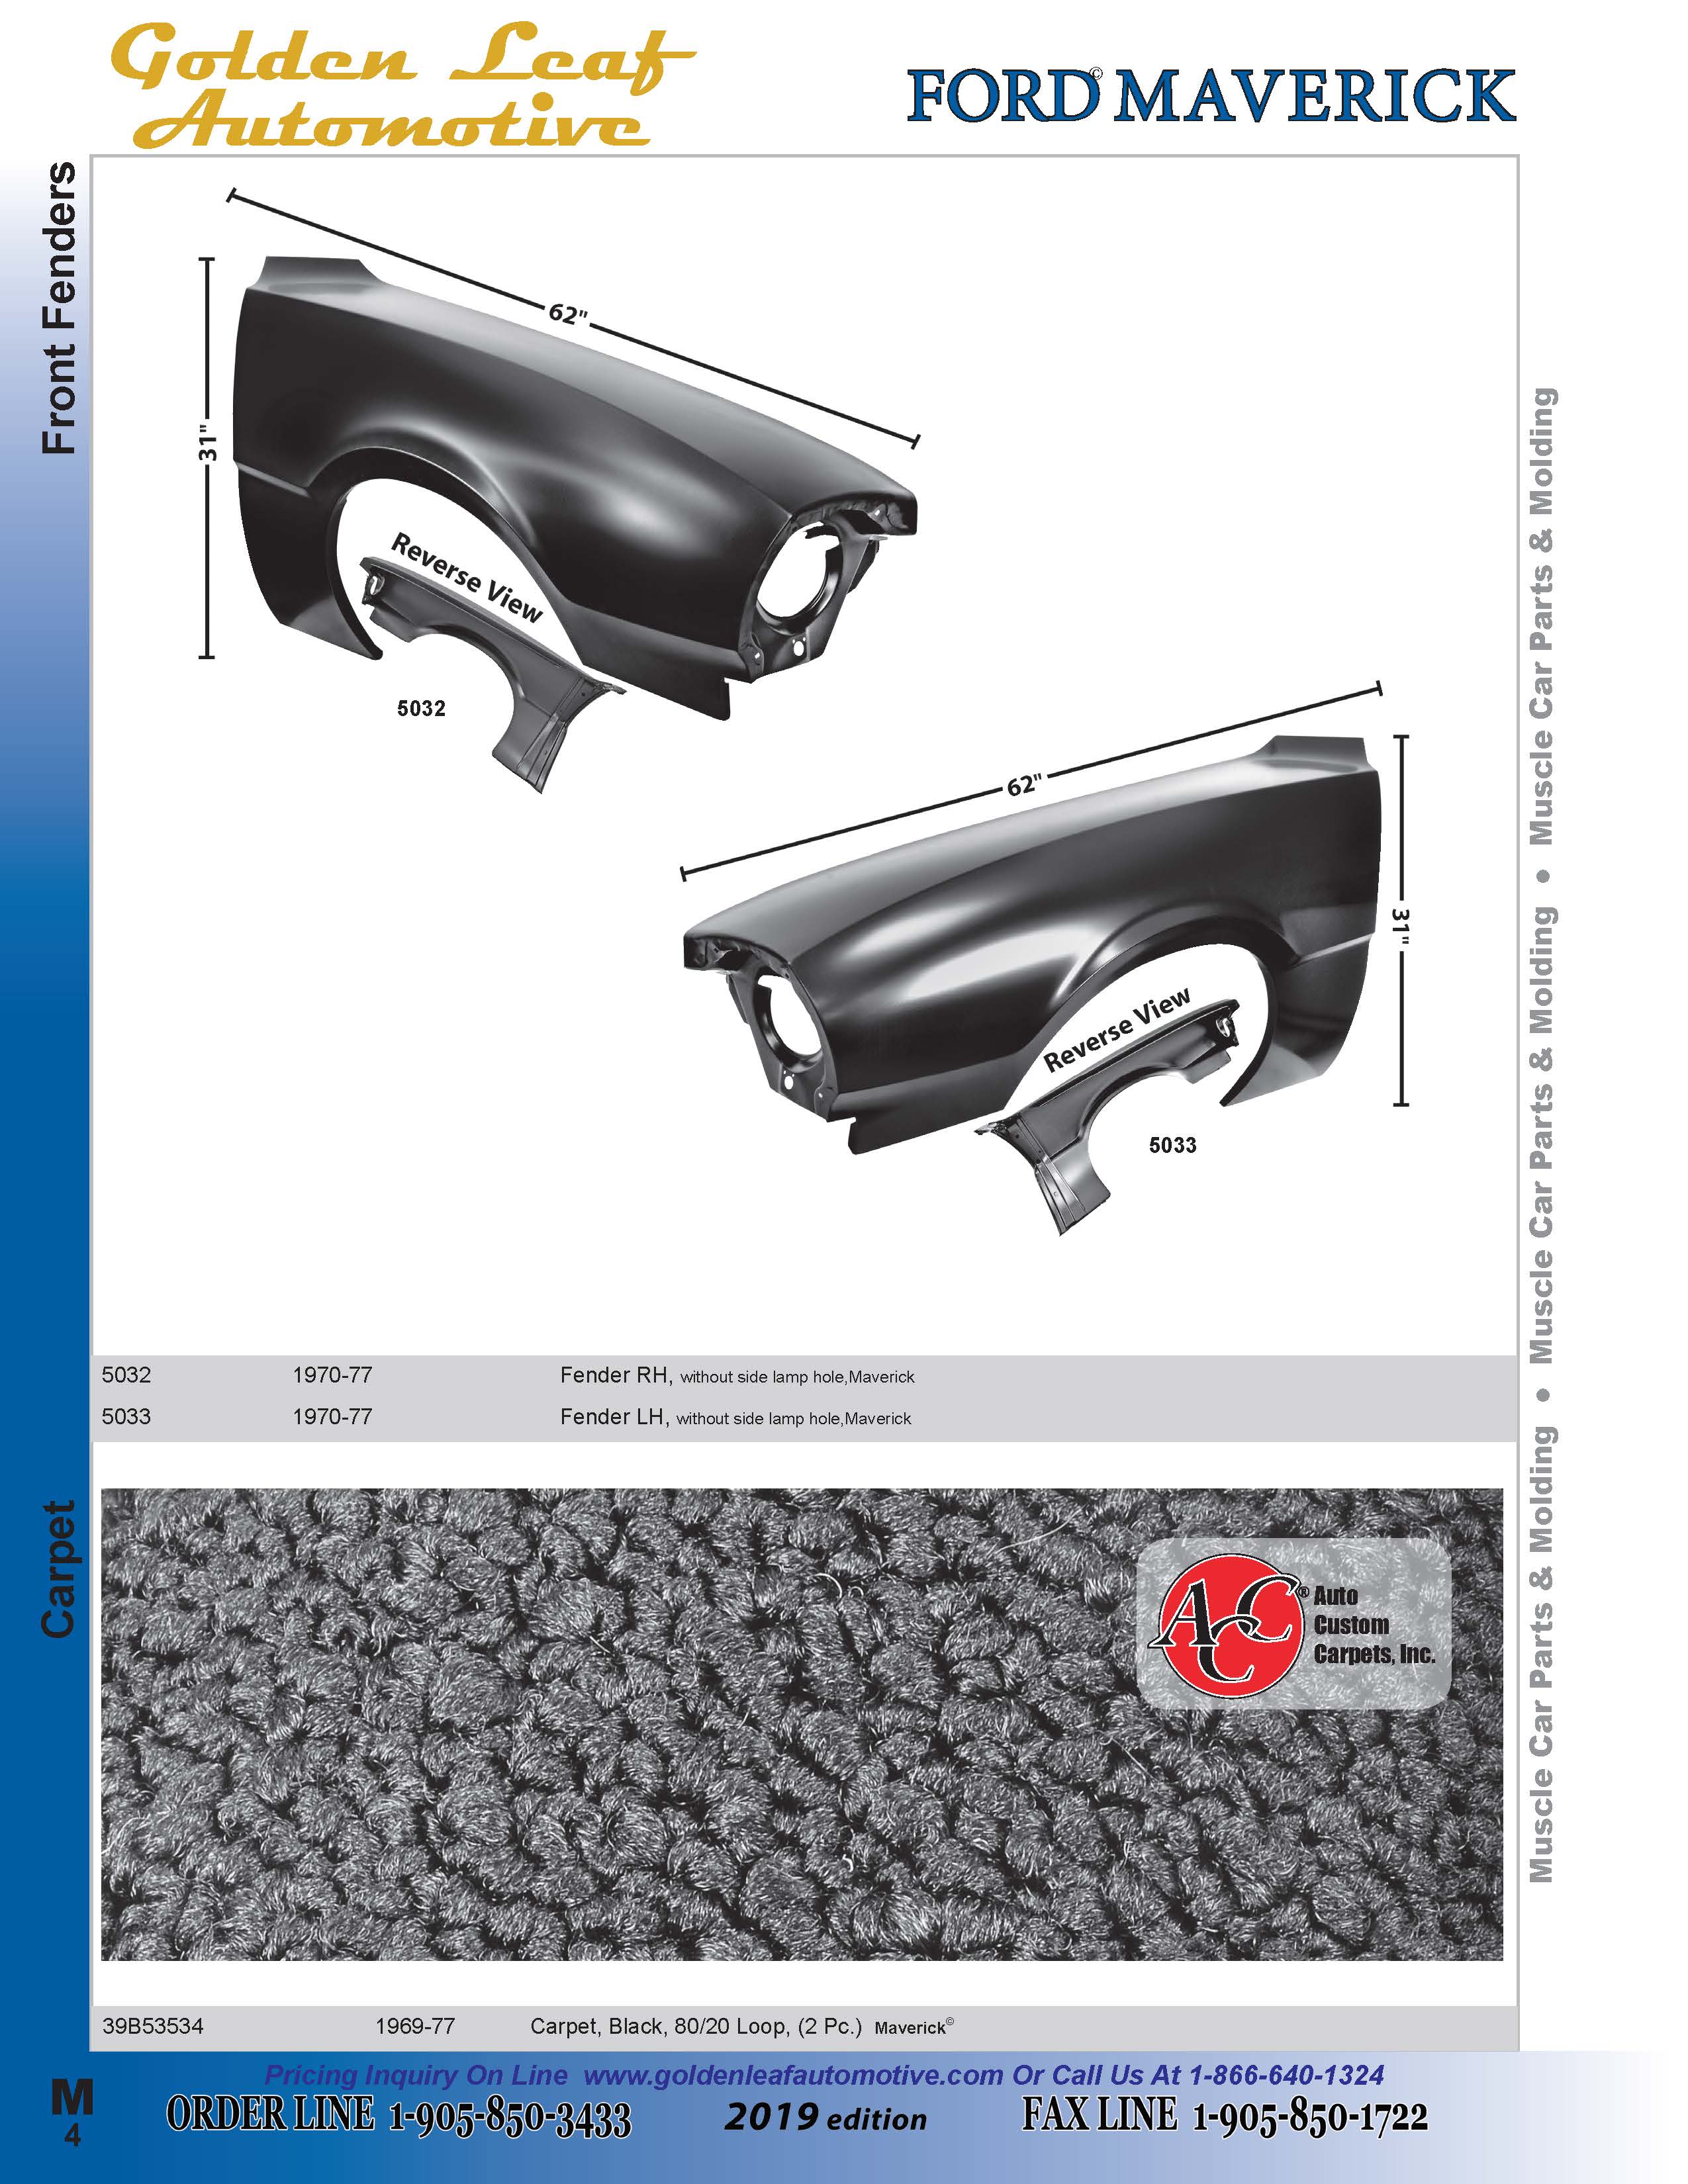 Golden Leaf
Automotive
FORD© MAVERICK
Front Fenders
62"
31"
Reverse View
5032
62"
31"
Reverse View
5033
5032 1970-77 Fender RH, without side lamp hole,Maverick
5033 1970-77 Fender LH, without side lamp hole,Maverick
Carpet
ACC® Auto
Custom
Carpets, Inc.
39B53534 1969-77 Carpet, Black, 80/20 Loop, (2 Pc.) Maverick©
Muscle Car Parts & Molding • Muscle Car Parts & Molding • Muscle Car Parts & Molding
Pricing Inquiry On Line www.goldenleafautomotive.com Or Call Us At 1-866-640-1324
M
4
ORDER LINE 1-905-850-3433 2019 edition FAX LINE 1-905-850-1722